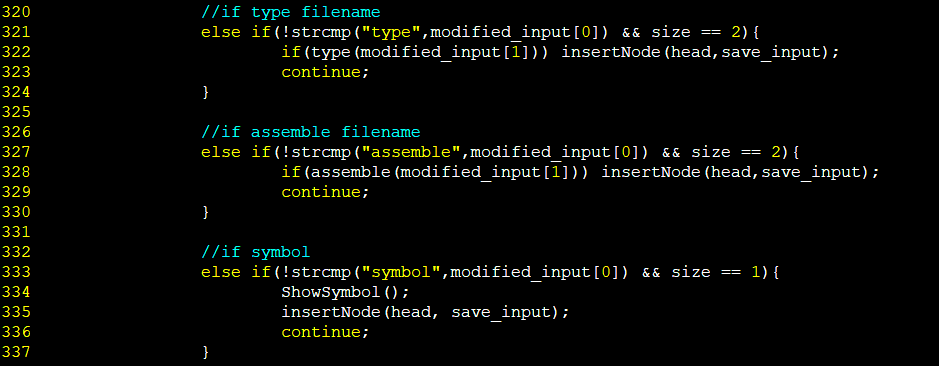 320                 //if type filename
321                 else if(!strcmp("type",modified_input[0]) && size == 2){
322                         if(type(modified_input[1])) insertNode(head,save_input);
323                         continue;
324                 }
325
326                 //if assemble filename
327                 else if(!strcmp("assemble",modified_input[0]) && size == 2){
328                         if(assemble(modified_input[1])) insertNode(head,save_input);
329                         continue;
330                 }
331
332                 //if symbol
333                 else if(!strcmp("symbol",modified_input[0]) && size == 1){
334                         ShowSymbol();
335                         insertNode(head, save_input);
336                         continue;
337                 }